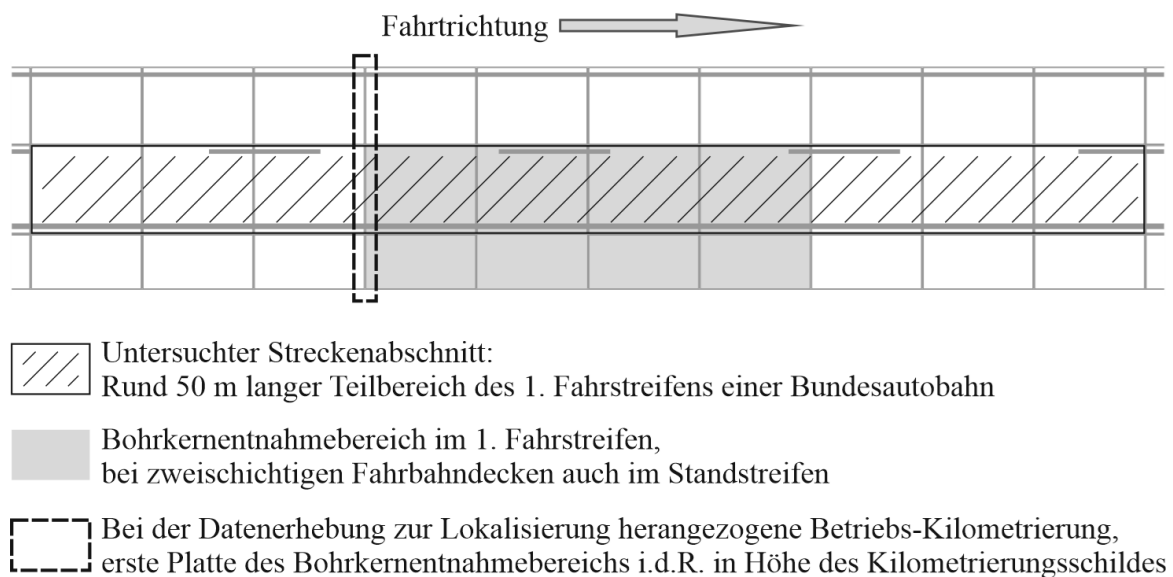 Fahrtrichtung
Untersuchter Streckenabschnitt:
Rund 50 m langer Teilbereich des 1. Fahrstreifens einer Bundesautobahn
Bohrkernentnahmebereich im 1. Fahrstreifen,
bei zweischichtigen Fahrbahndecken auch im Standstreifen
Bei der Datenerhebung zur Lokalisierung herangezogene Betriebs-Kilometrierung,
erste Platte des Bohrkernentnahmebereichs i.d.R. in Höhe des Kilometrierungsschildes